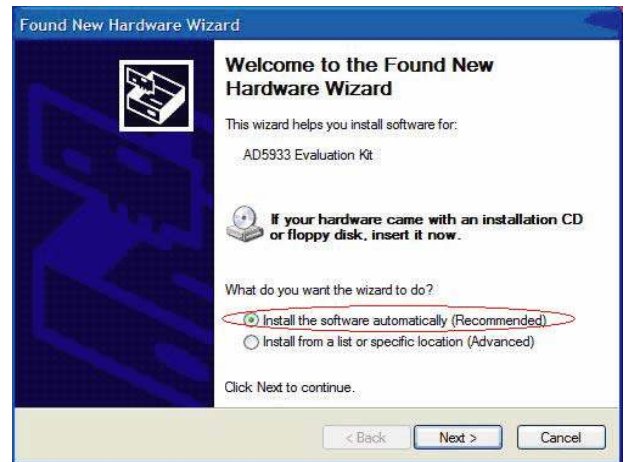 Found New Hardware Wizard
Welcome to the Found New
Hardware Wizard
This wizard helps you install software for:
AD5933 Evaluation Kit
If your hardware came with an installation CD
or floppy disk, insert it now.
What do you want the wizard to do?
Install the software automatically (Recommended)
Install from a list or specific location (Advanced)
Click Next to continue.
< Back
Next >
Cancel